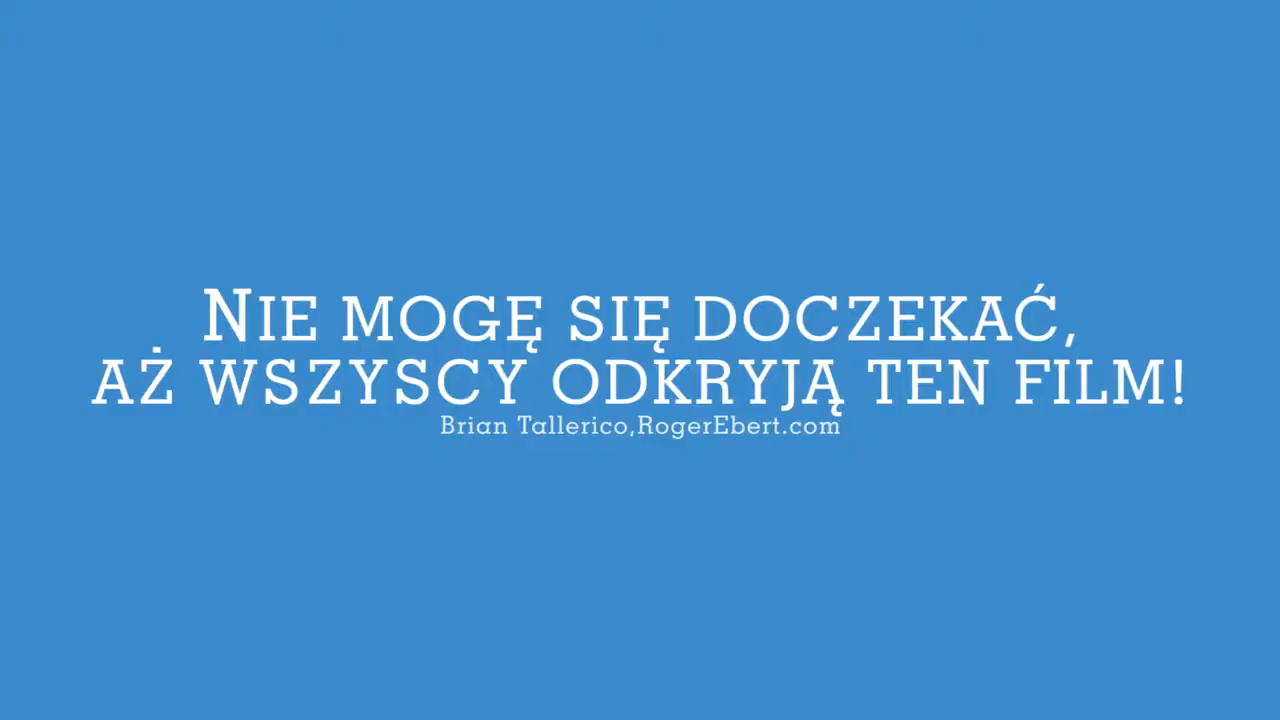 Nie mogę się doczekać,
aż wszyscy odkryją ten film!
Brian Tallerico,RogerEbert.com